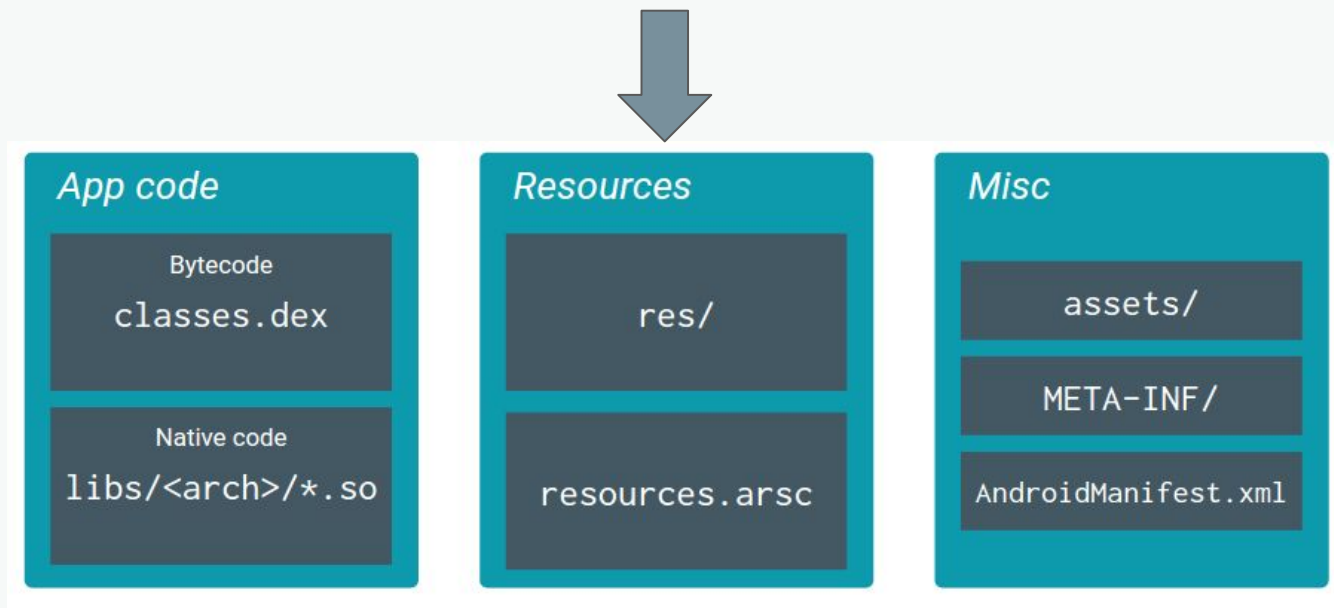 App code
Bytecode
classes.dex
Native code
libs/<arch>/*.so
Resources
res/
resources.arsc
Misc
assets/
META-INF/
AndroidManifest.xml